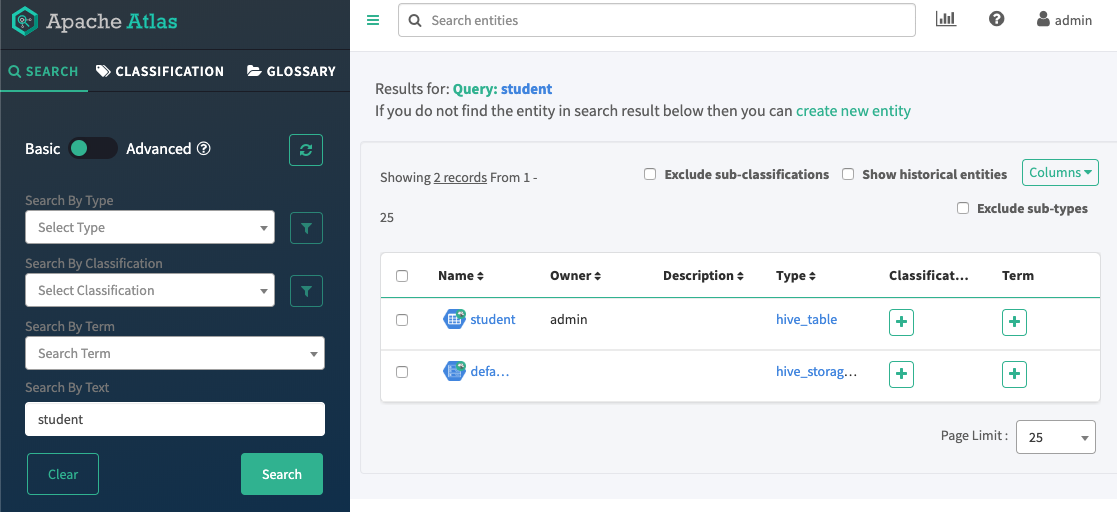 Apache Atlas
Search entities
admin
SEARCH CLASSIFICATION GLOSSARY
Basic Advanced
Search By Type
Select Type
Search By Classification
Select Classification
Search By Term
Search Term
Search By Text
student
Clear Search
Results for: Query: student
If you do not find the entity in search result below then you can create new entity
Showing 2 records From 1 -
25
Exclude sub-classifications Show historical entities Columns
Exclude sub-types
Name Owner Description Type Classificat... Term
student admin hive_table + +
defa... hive_storag... + +
Page Limit : 25